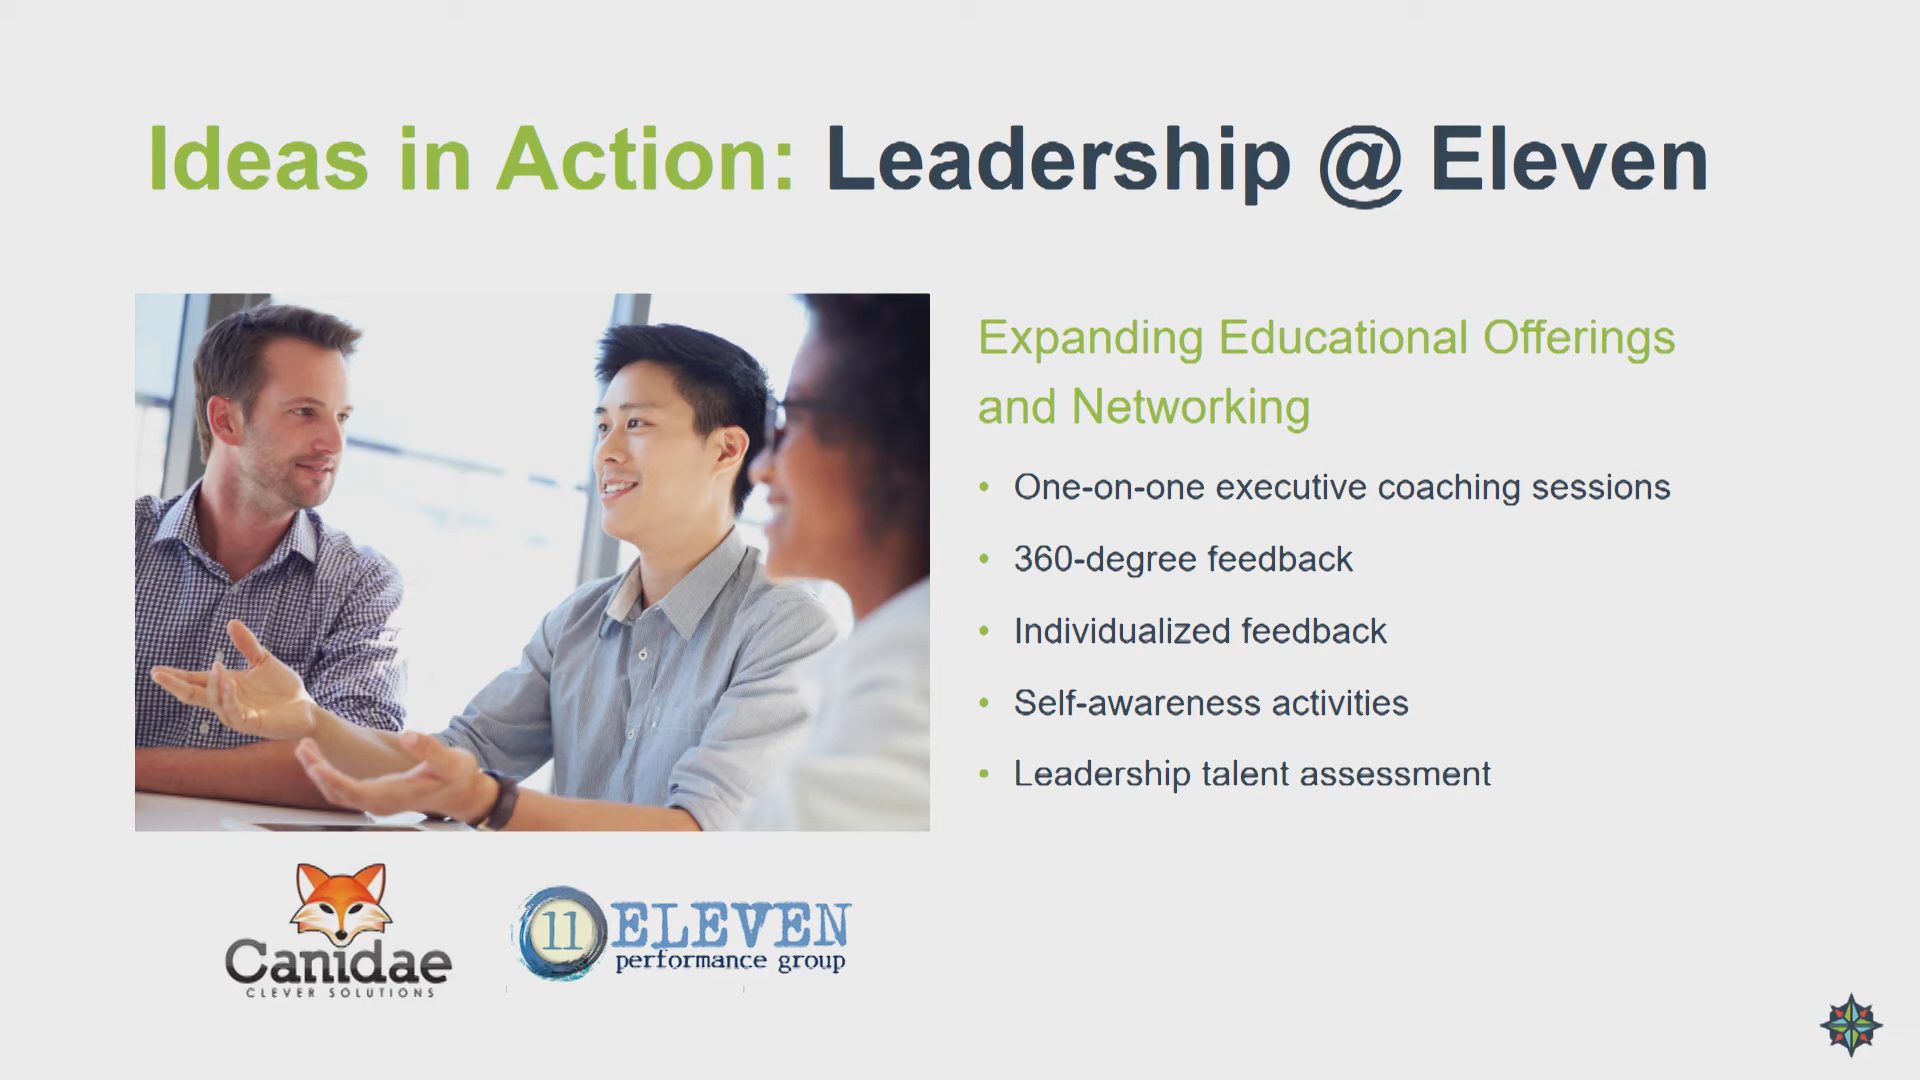 Ideas in Action: Leadership @ Eleven
Expanding Educational Offerings
and Networking
• One-on-one executive coaching sessions
• 360-degree feedback
• Individualized feedback
• Self-awareness activities
• Leadership talent assessment
Canidae
CLEVER SOLUTIONS
11 ELEVEN
performance group